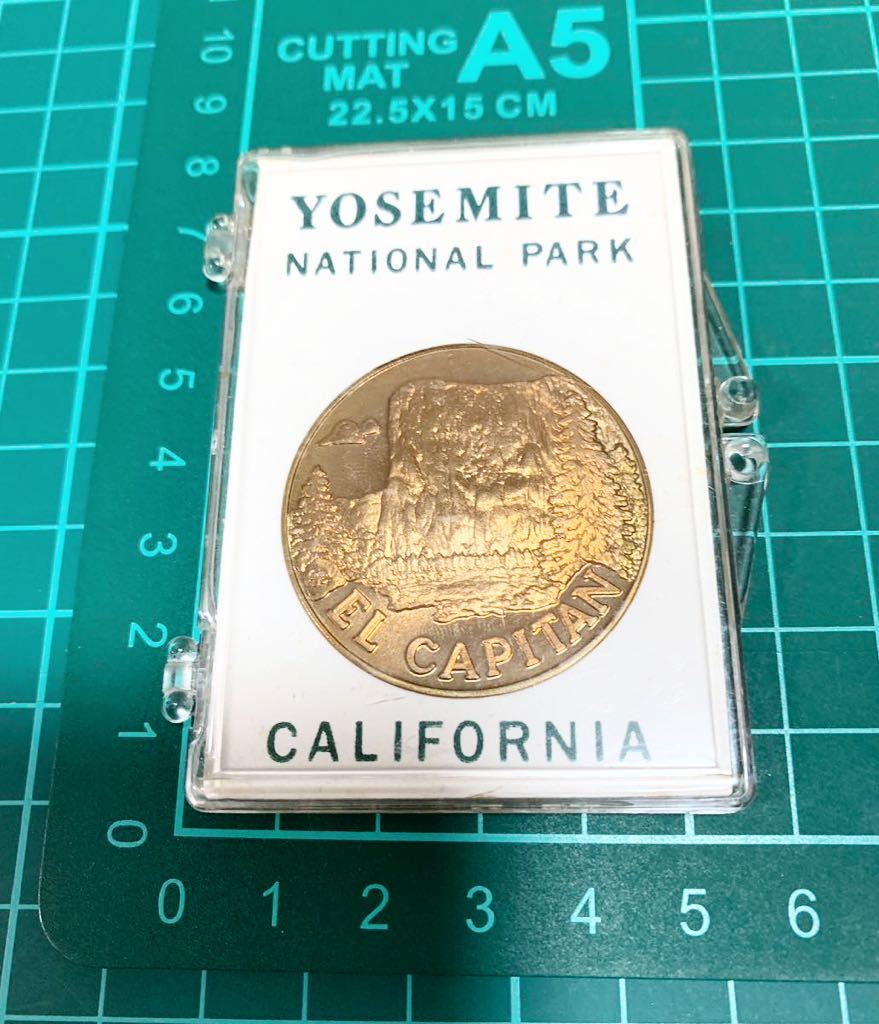 CUTTING
MAT
A5
22.5X15 CM
10
9
8
7
6
5
4
3
2
1
0
YOSEMITE
NATIONAL PARK
EL CAPITAN
CALIFORNIA
0 1 2 3 4 5 6